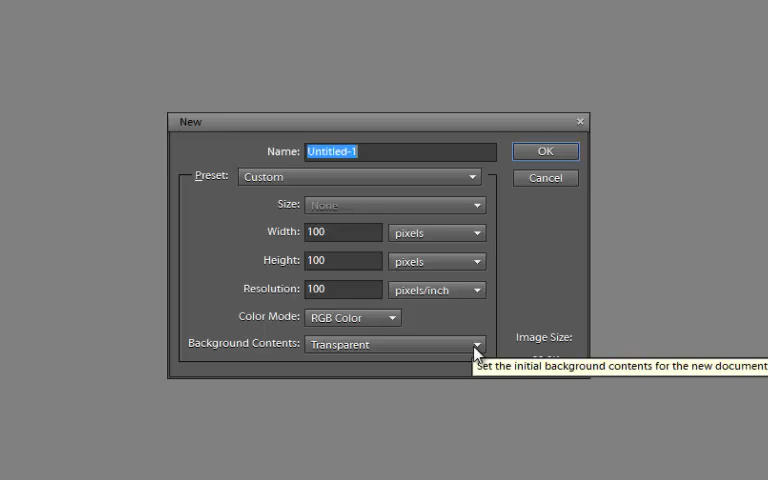 New
Name: Untitled-1 OK
Preset: Custom Cancel
Size: None
Width: 100 pixels
Height: 100 pixels
Resolution: 100 pixels/inch
Color Mode: RGB Color
Background Contents: Transparent
Image Size:
Set the initial background contents for the new document